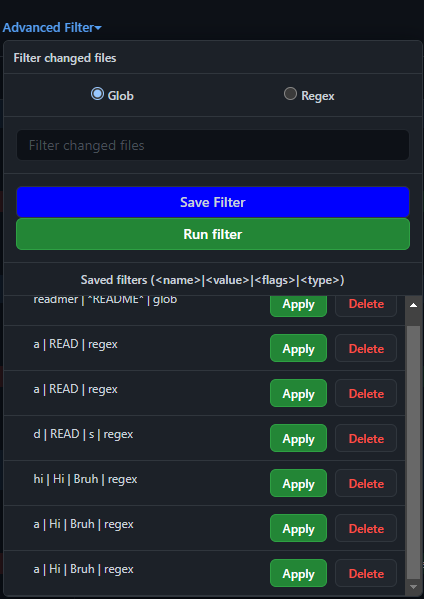 Advanced Filter
Filter changed files
Glob Regex
Filter changed files
Save Filter
Run filter
Saved filters (<name>|<value>|<flags>|<type>)
readmer | *README* | glob Apply Delete
a | READ | regex Apply Delete
a | READ | regex Apply Delete
d | READ | s | regex Apply Delete
hi | Hi | Bruh | regex Apply Delete
a | Hi | Bruh | regex Apply Delete
a | Hi | Bruh | regex Apply Delete